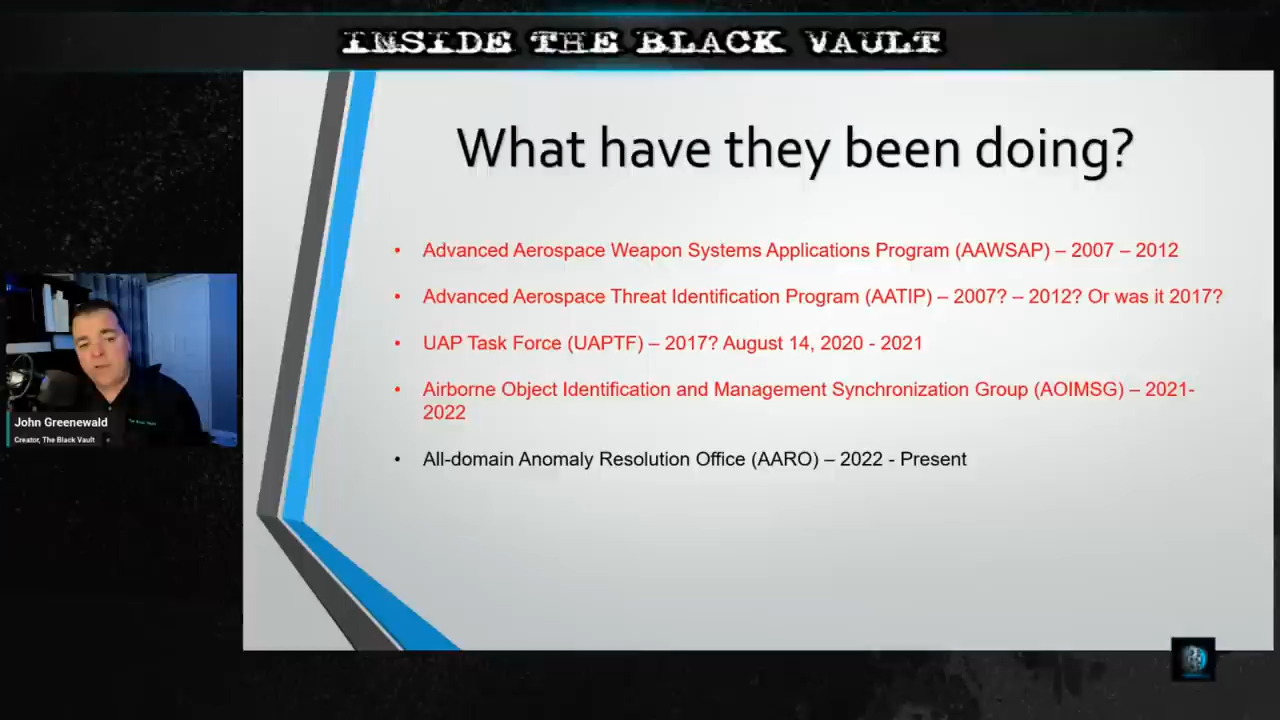 INSIDE THE BLACK VAULT
What have they been doing?
• Advanced Aerospace Weapon Systems Applications Program (AAWSAP) – 2007 – 2012
• Advanced Aerospace Threat Identification Program (AATIP) – 2007? – 2012? Or was it 2017?
• UAP Task Force (UAPTF) – 2017? August 14, 2020 - 2021
• Airborne Object Identification and Management Synchronization Group (AOIMSG) – 2021-
2022
• All-domain Anomaly Resolution Office (AARO) – 2022 - Present
John Greenewald
Creator, The Black Vault